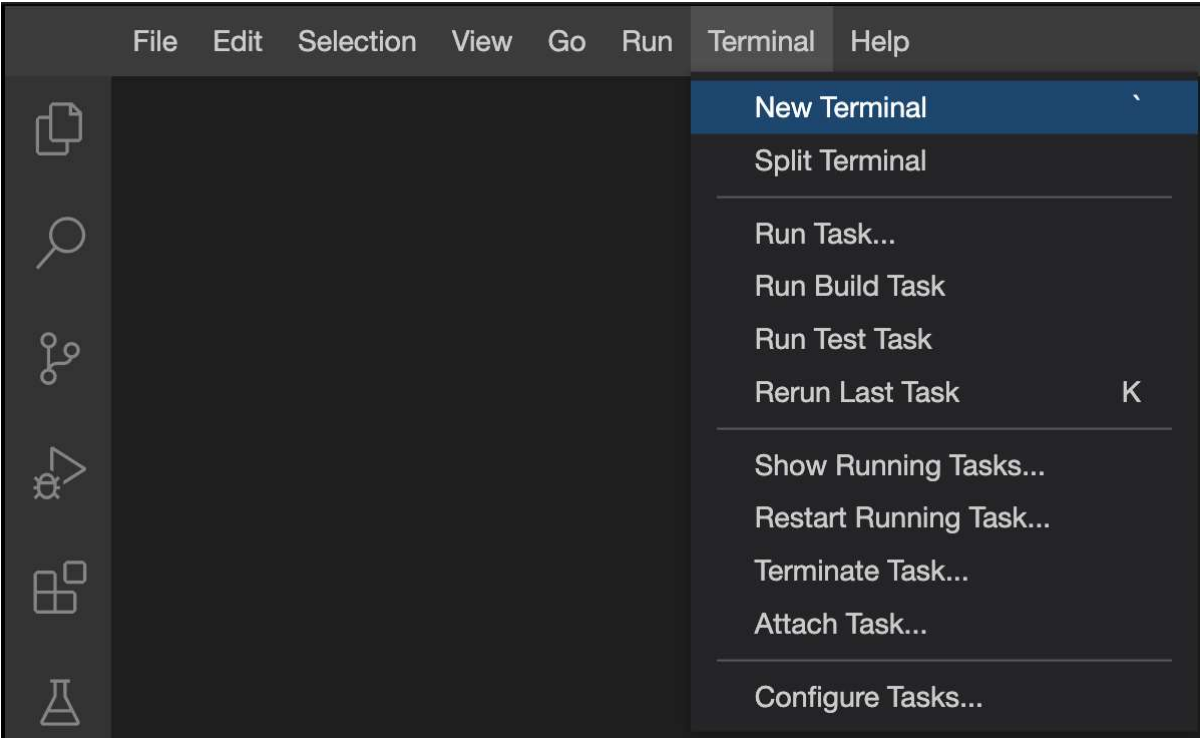 File Edit Selection View Go Run Terminal Help
New Terminal `
Split Terminal
Run Task...
Run Build Task
Run Test Task
Rerun Last Task K
Show Running Tasks...
Restart Running Task...
Terminate Task...
Attach Task...
Configure Tasks...